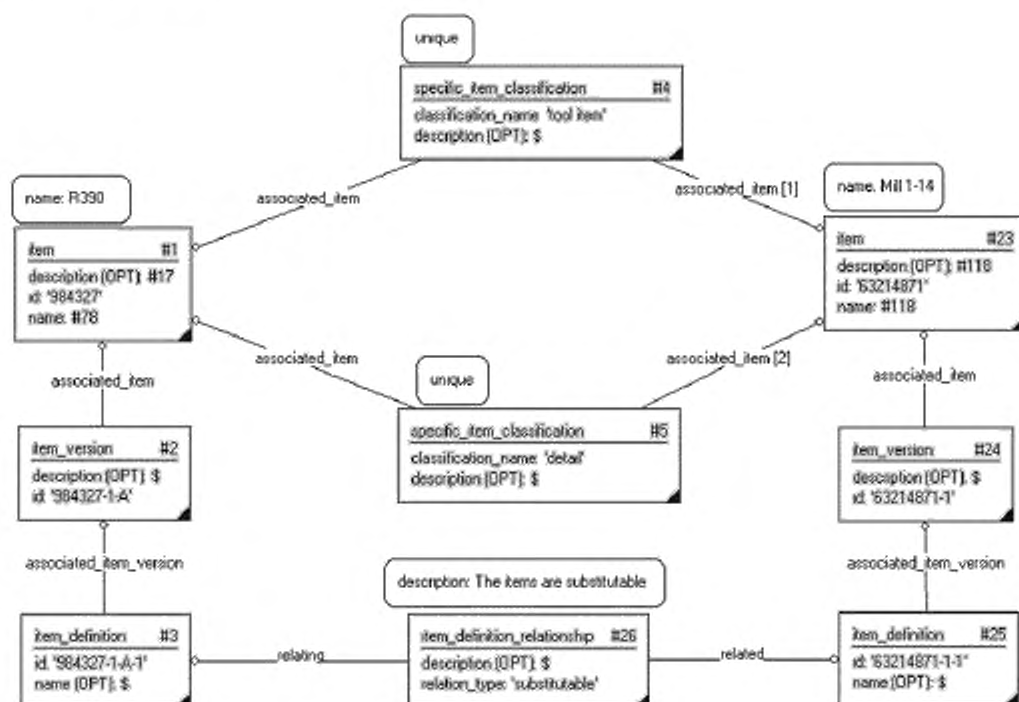 unique
specific_item_classification #4
classification_name 'tool item'
description (OPT): $
associated_item
associated_item [1]
name: R390
name. Mill 1-14
item #1
description (OPT): #17
id: '984327'
name: #78
item #23
description (OPT): #118
id: '63214871'
name: #118
associated_item
associated_item [2]
unique
associated_item
associated_item
specific_item_classification #5
classification_name: 'detail'
description (OPT): $
item_version #2
description (OPT): $
id: '984327-1-A'
item_version #24
description (OPT): $
id: '63214871-1'
associated_item_version
associated_item_version
description: The items are substitutable
item_definition #3
id: '984327-1-A-1'
name (OPT): $
relating
item_definition_relationship #26
description (OPT): $
relation_type: 'substitutable'
related
item_definition #25
id: '63214871-1-1'
name (OPT): $